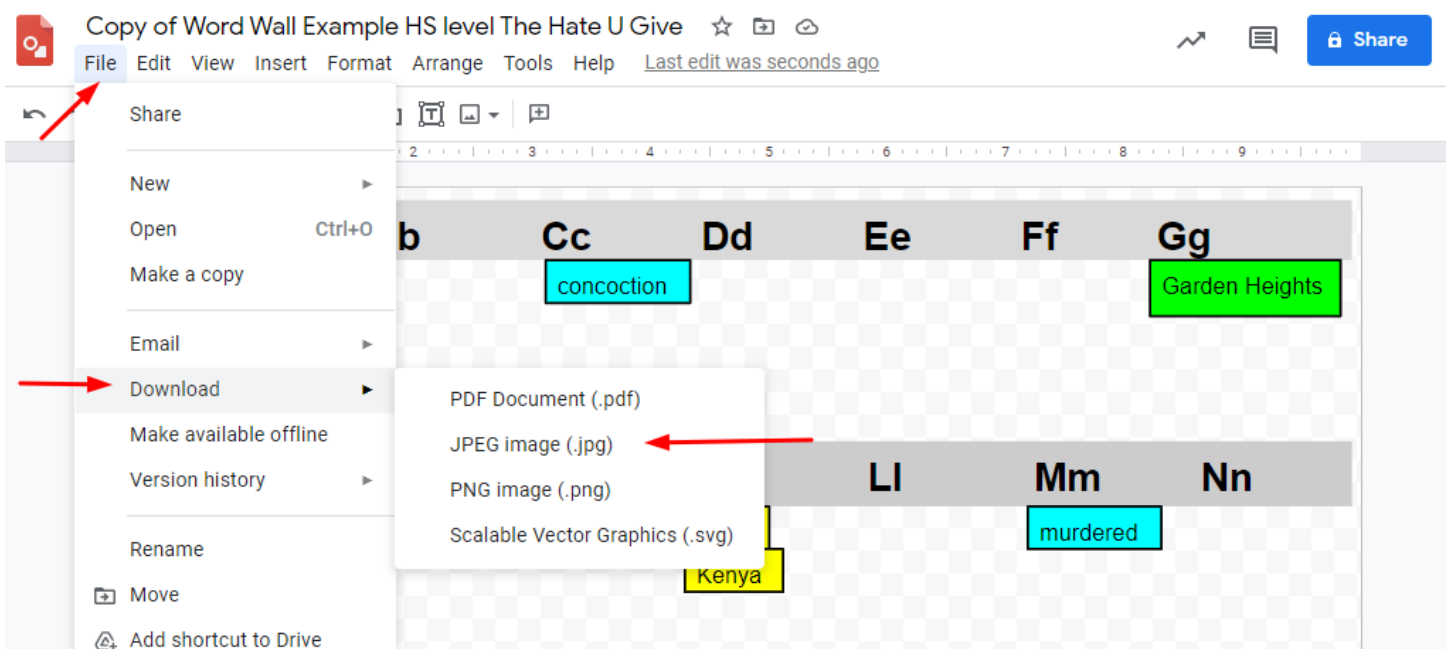 Copy of Word Wall Example HS level The Hate U Give
File Edit View Insert Format Arrange Tools Help Last edit was seconds ago
Share
Share
2 3 4 5 6 7 8 9
New
Open Ctrl+O
Make a copy
Email
Download
Make available offline
Version history
Rename
Move
Add shortcut to Drive
PDF Document (.pdf)
JPEG image (.jpg)
PNG image (.png)
Scalable Vector Graphics (.svg)
b Cc Dd Ee Ff Gg
concoction
Garden Heights
Ll Mm Nn
murdered
Kenya